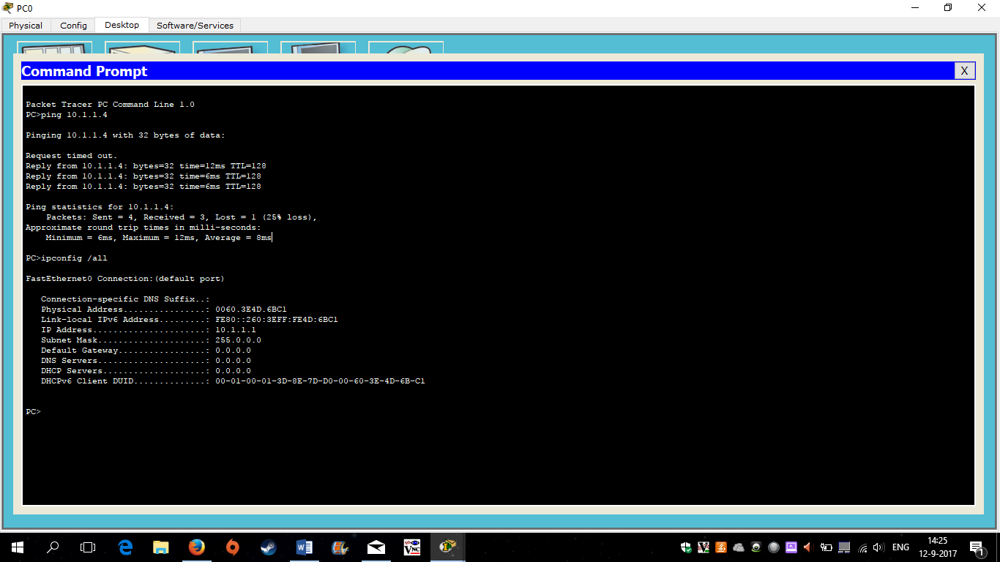 PC0
Physical Config Desktop Software/Services
Command Prompt
X
Packet Tracer PC Command Line 1.0
PC>ping 10.1.1.4
Pinging 10.1.1.4 with 32 bytes of data:
Request timed out.
Reply from 10.1.1.4: bytes=32 time=12ms TTL=128
Reply from 10.1.1.4: bytes=32 time=6ms TTL=128
Reply from 10.1.1.4: bytes=32 time=6ms TTL=128
Ping statistics for 10.1.1.4:
Packets: Sent = 4, Received = 3, Lost = 1 (25% loss),
Approximate round trip times in milli-seconds:
Minimum = 6ms, Maximum = 12ms, Average = 8ms
PC>ipconfig /all
FastEthernet0 Connection:(default port)
Connection-specific DNS Suffix..:
Physical Address................: 0060.3E4D.6BC1
Link-local IPv6 Address.........: FE80::260:3EFF:FE4D:6BC1
IP Address......................: 10.1.1.1
Subnet Mask.....................: 255.0.0.0
Default Gateway.................: 0.0.0.0
DNS Servers.....................: 0.0.0.0
DHCP Servers....................: 0.0.0.0
DHCPv6 Client DUID..............: 00-01-00-01-3D-8E-7D-D0-00-60-3E-4D-6B-C1
PC>
VNC
ENG
14:25
12-9-2017
1